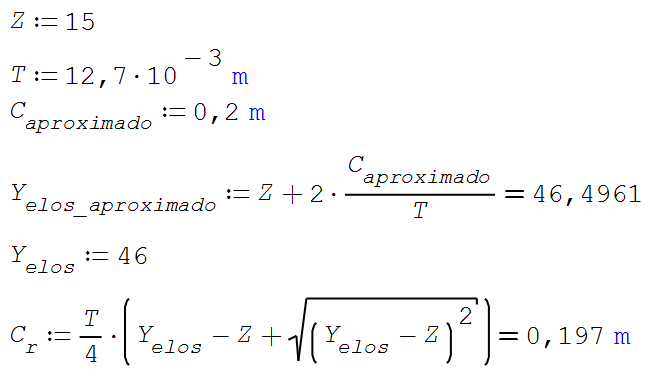 Z := 15
T := 12,7 · 10^-3 m
C_aproximado := 0,2 m
Y_elos_aproximado := Z + 2 · C_aproximado / T = 46,4961
Y_elos := 46
C_r := T/4 · (Y_elos − Z + √((Y_elos − Z)^2)) = 0,197 m